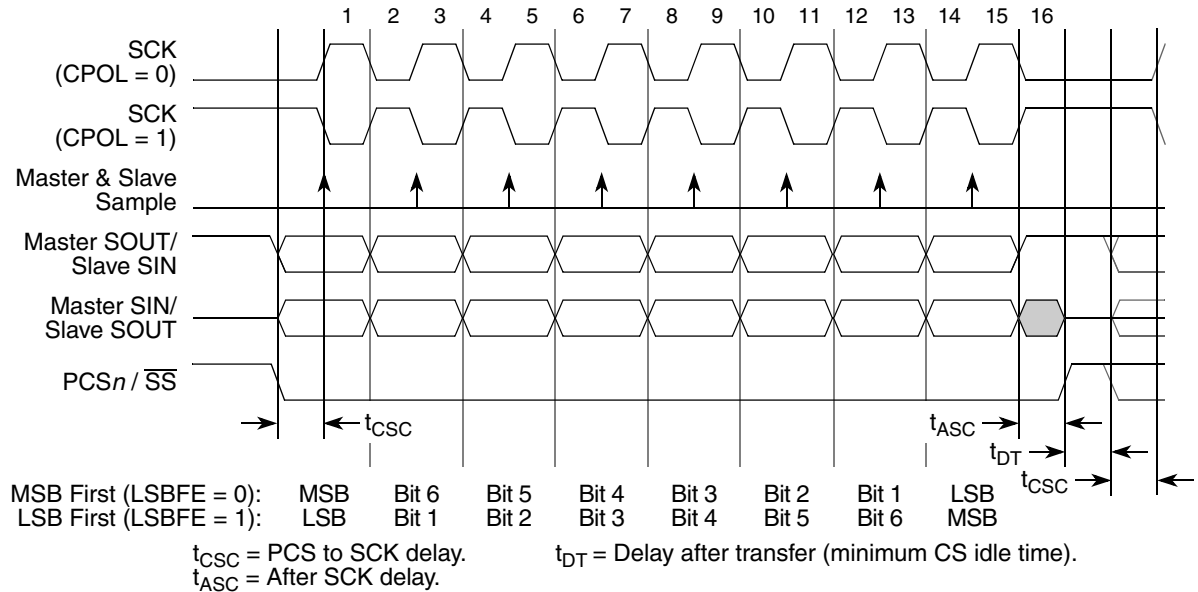 1 2 3 4 5 6 7 8 9 10 11 12 13 14 15 16
SCK
(CPOL = 0)
SCK
(CPOL = 1)
Master & Slave
Sample
Master SOUT/
Slave SIN
Master SIN/
Slave SOUT
PCSn / SS
tCSC
tASC
tDT
tCSC
MSB First (LSBFE = 0): MSB Bit 6 Bit 5 Bit 4 Bit 3 Bit 2 Bit 1 LSB
LSB First (LSBFE = 1): LSB Bit 1 Bit 2 Bit 3 Bit 4 Bit 5 Bit 6 MSB
tCSC = PCS to SCK delay. tDT = Delay after transfer (minimum CS idle time).
tASC = After SCK delay.